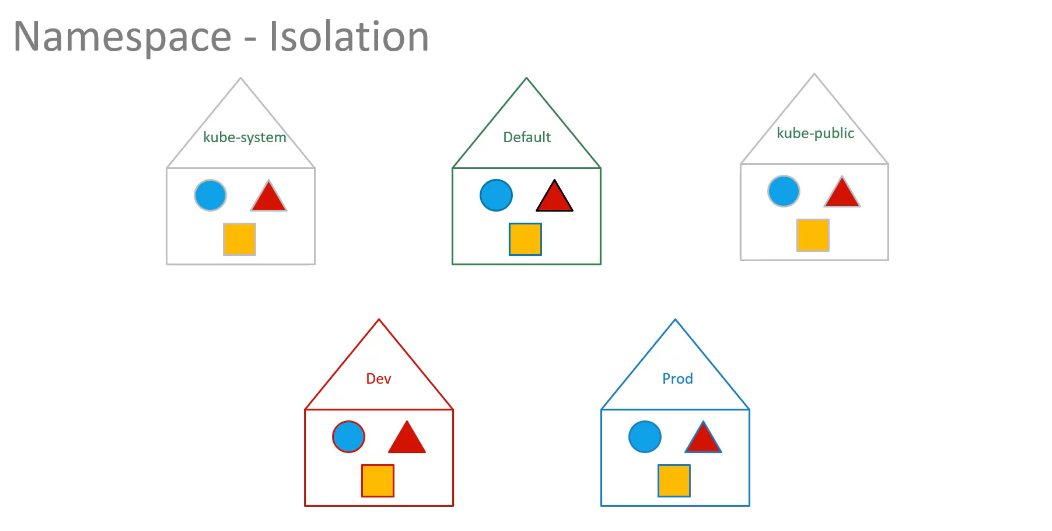 Namespace - Isolation
kube-system
Default
kube-public
Dev
Prod